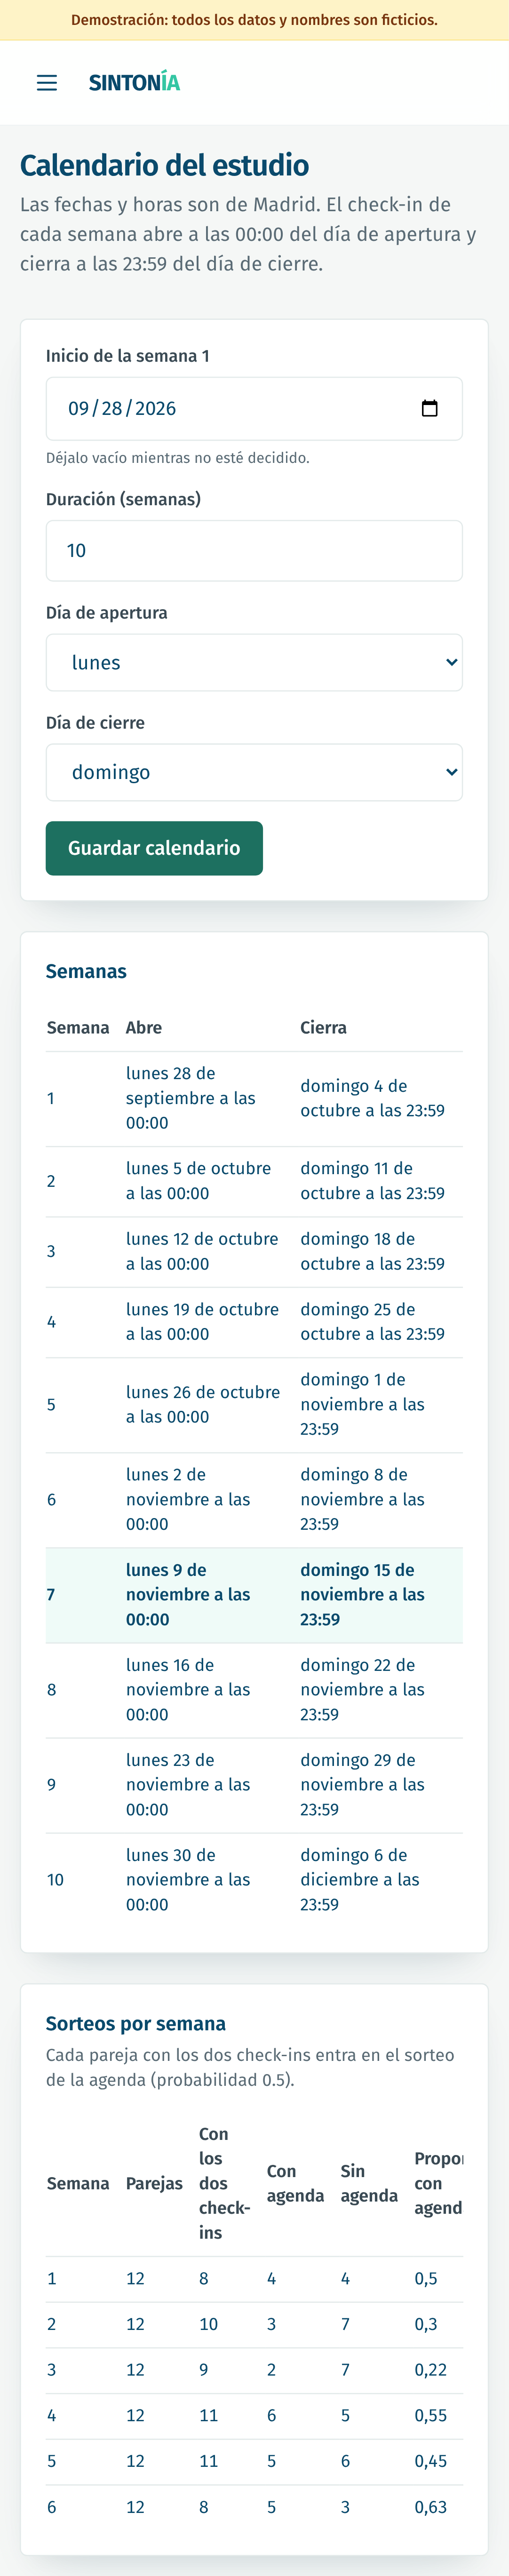 Demostración: todos los datos y nombres son ficticios.
SINTONÍA
Calendario del estudio
Las fechas y horas son de Madrid. El check-in de
cada semana abre a las 00:00 del día de apertura y
cierra a las 23:59 del día de cierre.
Inicio de la semana 1
09/28/2026
Déjalo vacío mientras no esté decidido.
Duración (semanas)
10
Día de apertura
lunes
Día de cierre
domingo
Guardar calendario
Semanas
Semana Abre Cierra
1 lunes 28 de septiembre a las 00:00 domingo 4 de octubre a las 23:59
2 lunes 5 de octubre a las 00:00 domingo 11 de octubre a las 23:59
3 lunes 12 de octubre a las 00:00 domingo 18 de octubre a las 23:59
4 lunes 19 de octubre a las 00:00 domingo 25 de octubre a las 23:59
5 lunes 26 de octubre a las 00:00 domingo 1 de noviembre a las 23:59
6 lunes 2 de noviembre a las 00:00 domingo 8 de noviembre a las 23:59
7 lunes 9 de noviembre a las 00:00 domingo 15 de noviembre a las 23:59
8 lunes 16 de noviembre a las 00:00 domingo 22 de noviembre a las 23:59
9 lunes 23 de noviembre a las 00:00 domingo 29 de noviembre a las 23:59
10 lunes 30 de noviembre a las 00:00 domingo 6 de diciembre a las 23:59
Sorteos por semana
Cada pareja con los dos check-ins entra en el sorteo
de la agenda (probabilidad 0.5).
Semana Parejas Con los dos check-ins Con agenda Sin agenda con
1 12 8 4 4 0,5
2 12 10 3 7 0,3
3 12 9 2 7 0,22
4 12 11 6 5 0,55
5 12 11 5 6 0,45
6 12 8 5 3 0,63